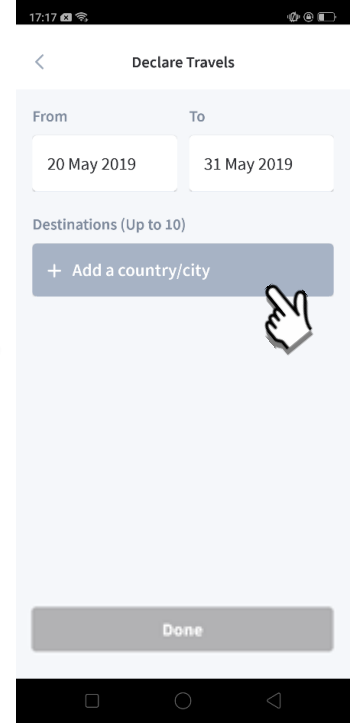 17:17
Declare Travels
From To
20 May 2019 31 May 2019
Destinations (Up to 10)
+ Add a country/city
Done